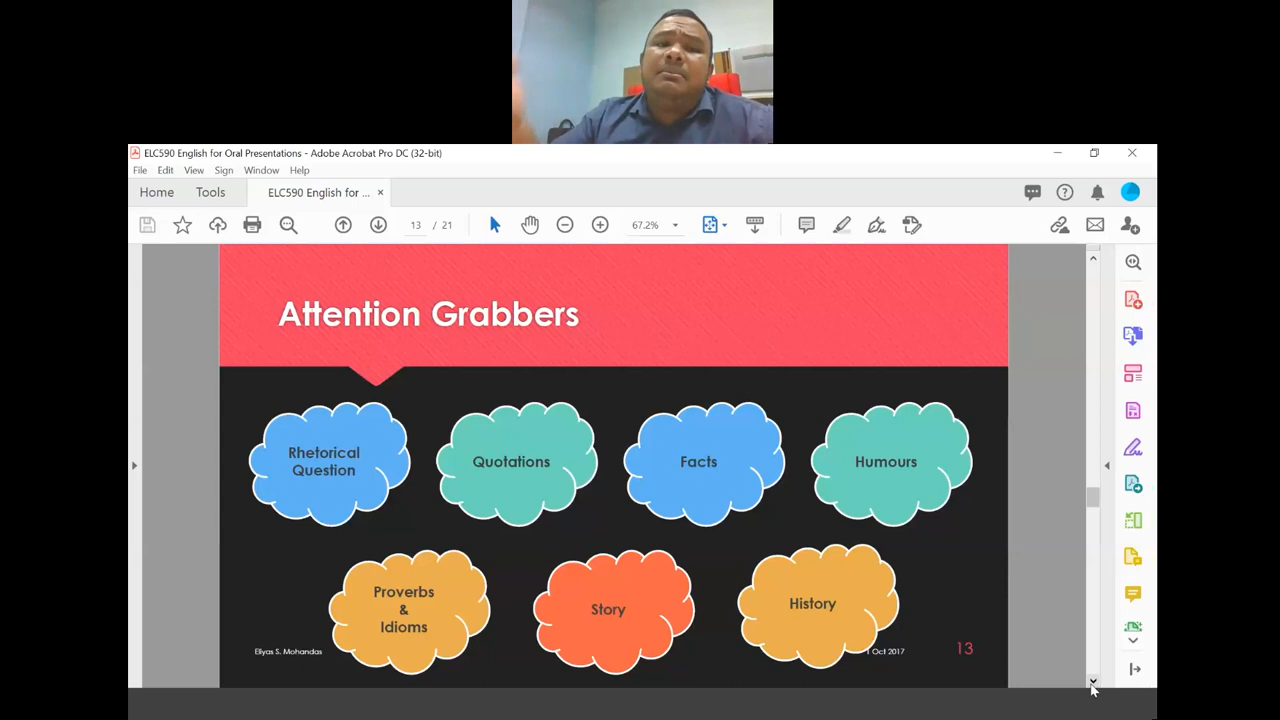 ELC590 English for Oral Presentations - Adobe Acrobat Pro DC (32-bit)
File Edit View Sign Window Help
Home Tools ELC590 English for ... ×
13 / 21 67.2%
Attention Grabbers
Rhetorical
Question
Quotations
Facts
Humours
Proverbs
&
Idioms
Story
History
Eliyas S. Mohandas
1 Oct 2017
13